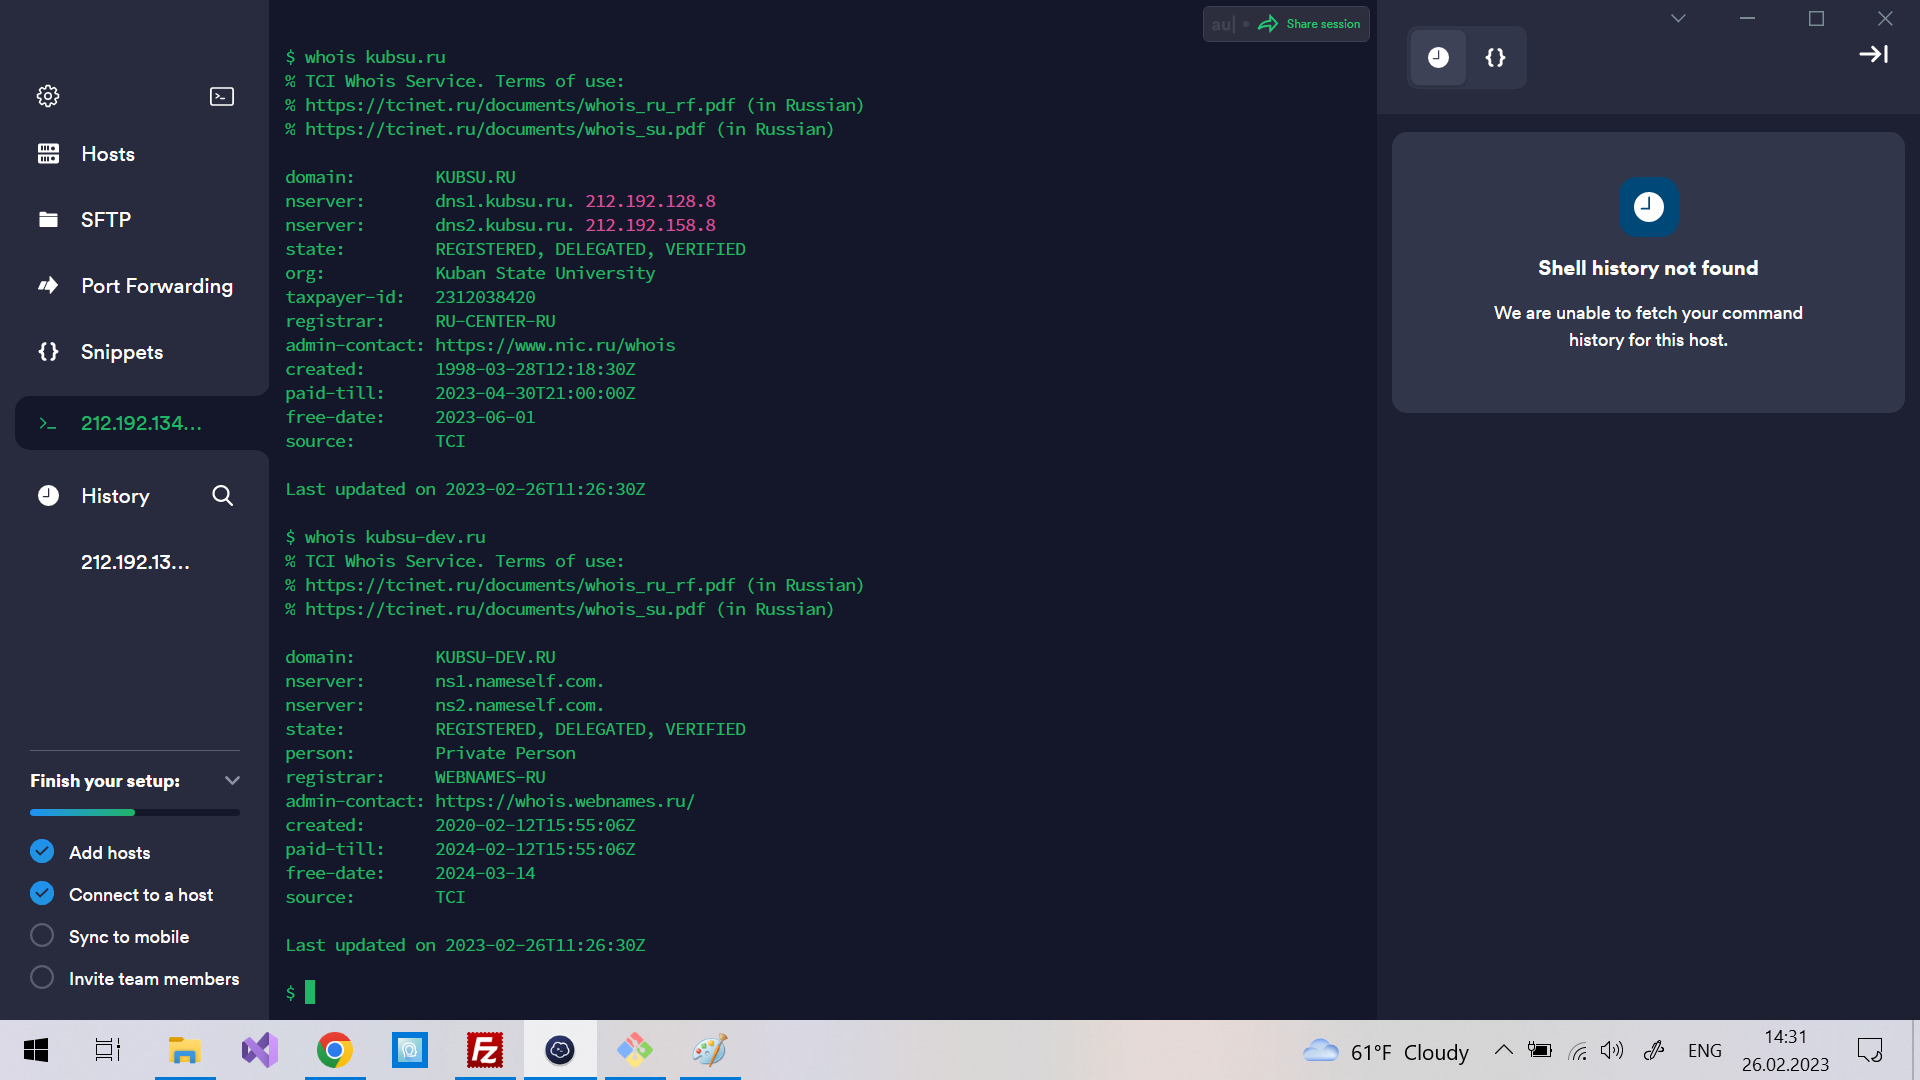 Hosts
SFTP
Port Forwarding
Snippets
212.192.134...
History
212.192.13...
Finish your setup:
Add hosts
Connect to a host
Sync to mobile
Invite team members
Share session
$ whois kubsu.ru
% TCI Whois Service. Terms of use:
% https://tcinet.ru/documents/whois_ru_rf.pdf (in Russian)
% https://tcinet.ru/documents/whois_su.pdf (in Russian)
domain: KUBSU.RU
nserver: dns1.kubsu.ru. 212.192.128.8
nserver: dns2.kubsu.ru. 212.192.158.8
state: REGISTERED, DELEGATED, VERIFIED
org: Kuban State University
taxpayer-id: 2312038420
registrar: RU-CENTER-RU
admin-contact: https://www.nic.ru/whois
created: 1998-03-28T12:18:30Z
paid-till: 2023-04-30T21:00:00Z
free-date: 2023-06-01
source: TCI
Last updated on 2023-02-26T11:26:30Z
$ whois kubsu-dev.ru
% TCI Whois Service. Terms of use:
% https://tcinet.ru/documents/whois_ru_rf.pdf (in Russian)
% https://tcinet.ru/documents/whois_su.pdf (in Russian)
domain: KUBSU-DEV.RU
nserver: ns1.nameself.com.
nserver: ns2.nameself.com.
state: REGISTERED, DELEGATED, VERIFIED
person: Private Person
registrar: WEBNAMES-RU
admin-contact: https://whois.webnames.ru/
created: 2020-02-12T15:55:06Z
paid-till: 2024-02-12T15:55:06Z
free-date: 2024-03-14
source: TCI
Last updated on 2023-02-26T11:26:30Z
$
{}
Shell history not found
We are unable to fetch your command
history for this host.
61°F Cloudy
ENG
14:31
26.02.2023